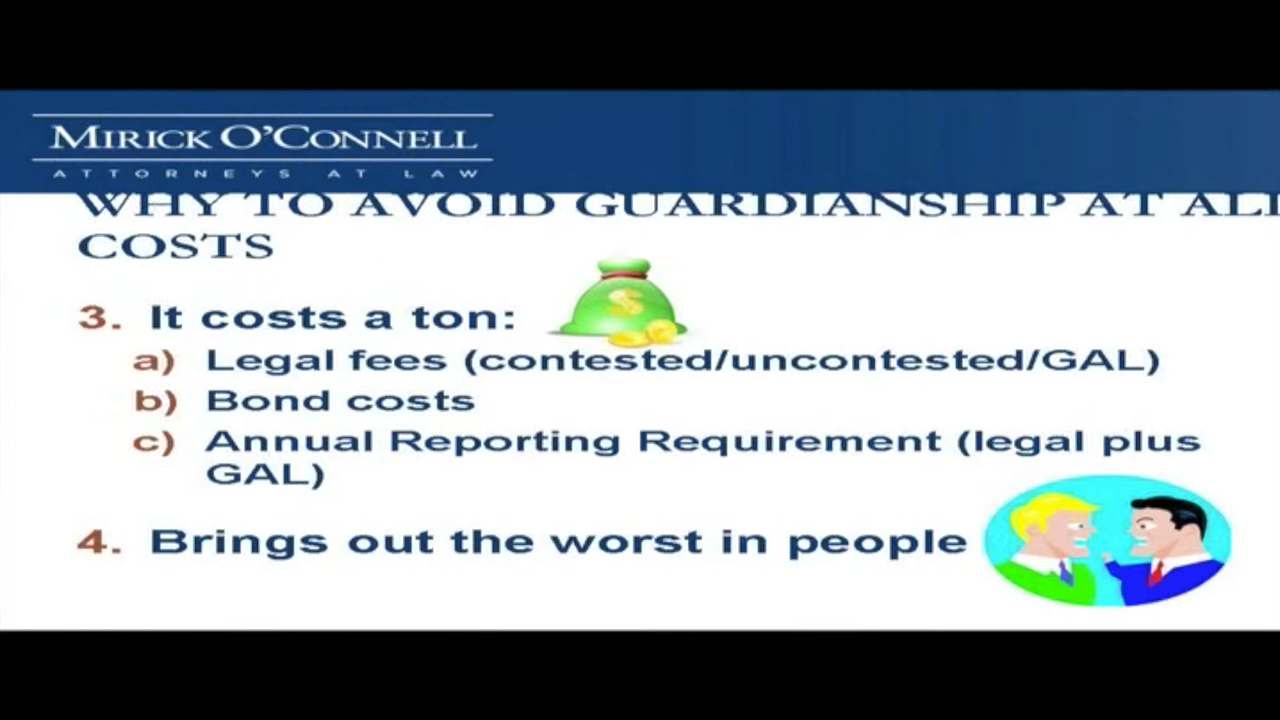 MIRICK O'CONNELL
ATTORNEYS AT LAW
WHY TO AVOID GUARDIANSHIP AT ALL
COSTS
3. It costs a ton:
$
a) Legal fees (contested/uncontested/GAL)
b) Bond costs
c) Annual Reporting Requirement (legal plus
GAL)
4. Brings out the worst in people